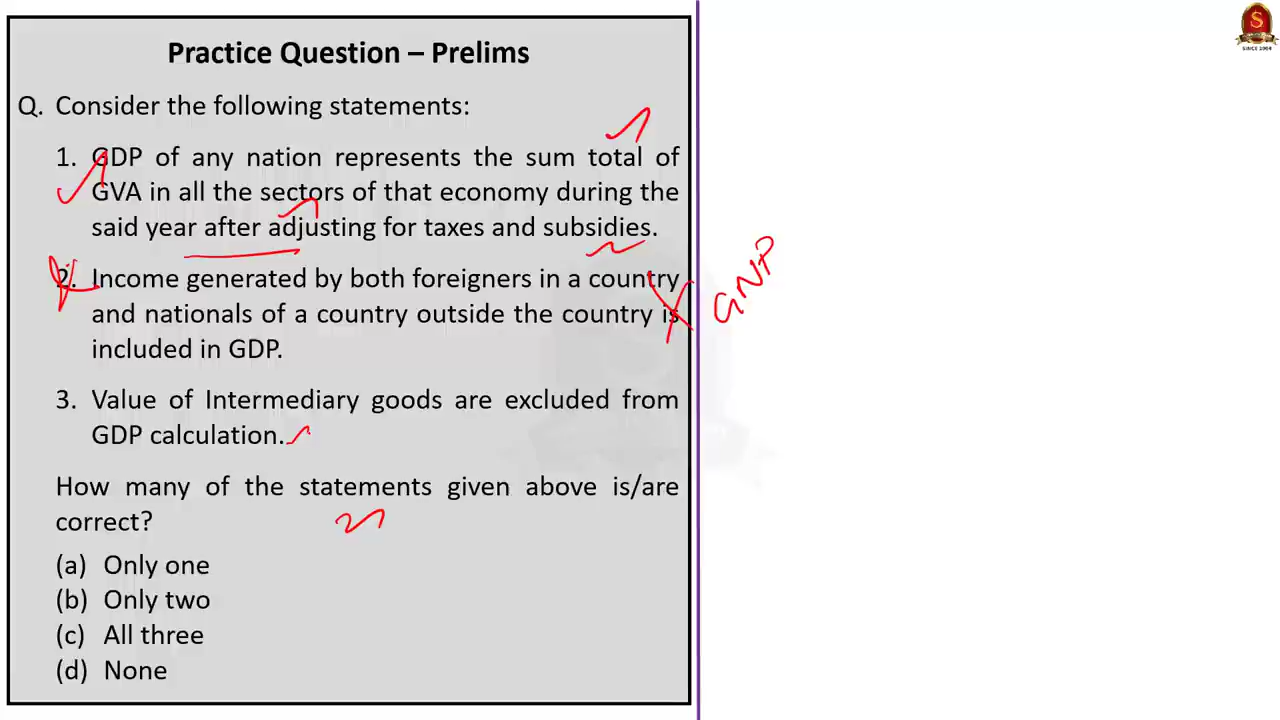 Practice Question – Prelims
S
SINCE 2004
Q. Consider the following statements:
1. GDP of any nation represents the sum total of
GVA in all the sectors of that economy during the
said year after adjusting for taxes and subsidies.
2. Income generated by both foreigners in a country
and nationals of a country outside the country is
included in GDP.
GNP
3. Value of Intermediary goods are excluded from
GDP calculation.
How many of the statements given above is/are
correct?
(a) Only one
(b) Only two
(c) All three
(d) None